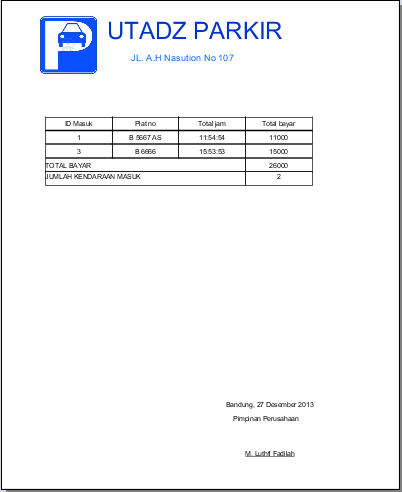 UTADZ PARKIR
JL. A.H Nasution No 107
ID Masuk Plat no Total jam Total bayar
1 B 5667 AS 11:54:54 11000
3 B 6666 15:53:53 15000
TOTAL BAYAR 26000
JUMLAH KENDARAAN MASUK 2
Bandung, 27 Desember 2013
Pimpinan Perusahaan
M. Luthfi Fadilah